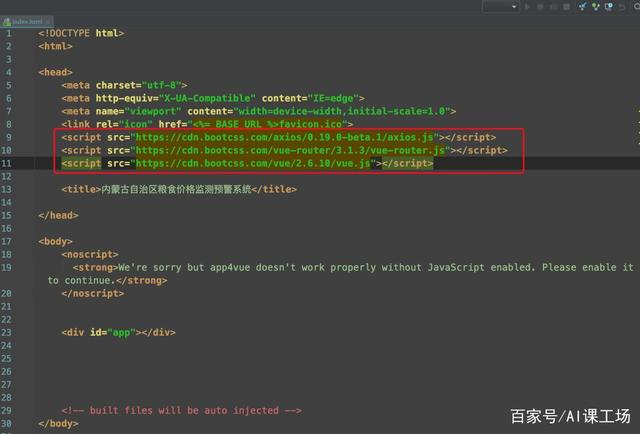 index.html
1 <!DOCTYPE html>
2 <html>
3
4 <head>
5 <meta charset="utf-8">
6 <meta http-equiv="X-UA-Compatible" content="IE=edge">
7 <meta name="viewport" content="width=device-width,initial-scale=1.0">
8 <link rel="icon" href="<%= BASE_URL %>favicon.ico">
9 <script src="https://cdn.bootcss.com/axios/0.19.0-beta.1/axios.js"></script>
10 <script src="https://cdn.bootcss.com/vue-router/3.1.3/vue-router.js"></script>
11 <script src="https://cdn.bootcss.com/vue/2.6.10/vue.js"></script>
12
13 <title>内蒙古自治区粮食价格监测预警系统</title>
14
15 </head>
16
17 <body>
18 <noscript>
19 <strong>We're sorry but app4vue doesn't work properly without JavaScript enabled. Please enable it
to continue.</strong>
20 </noscript>
21
22
23 <div id="app"></div>
24
25
26
27
28
29 <!-- built files will be auto injected -->
30 </body>
百家号/AI课工场